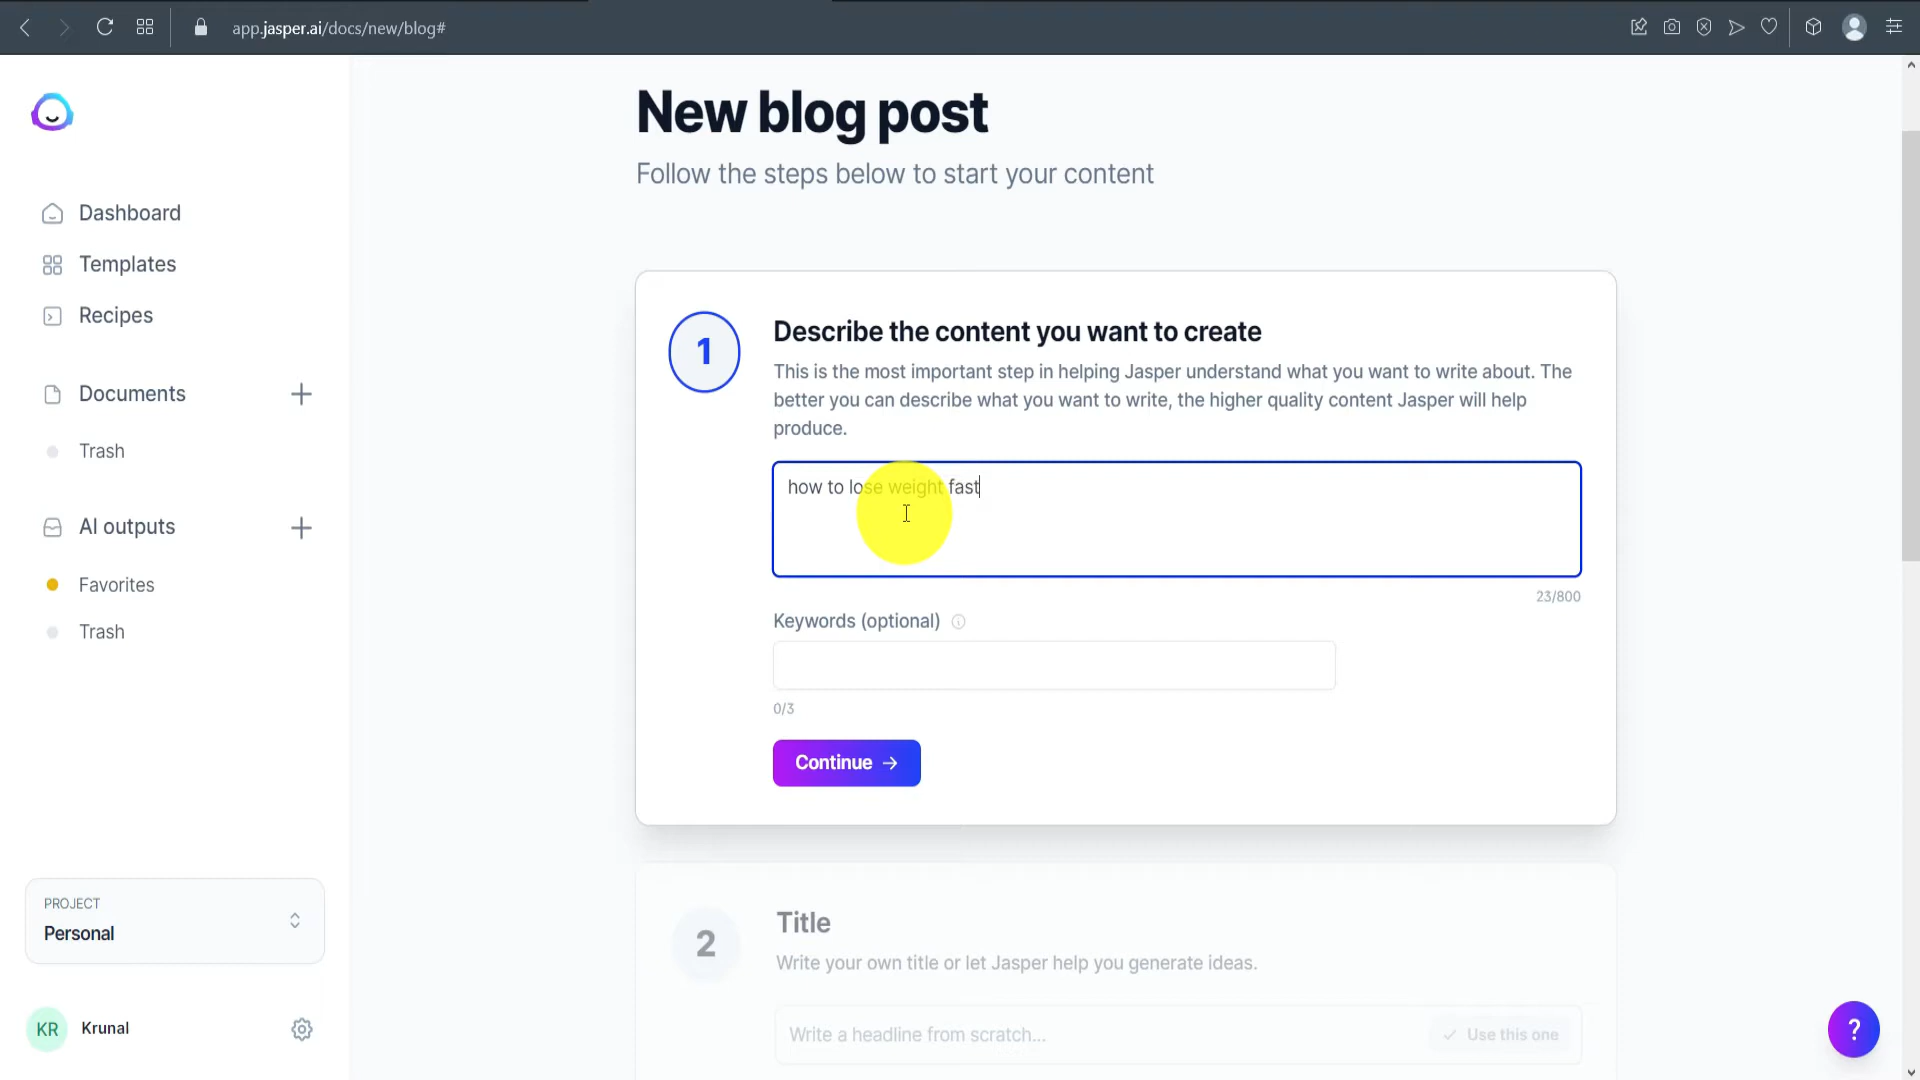 app.jasper.ai/docs/new/blog#
New blog post
Follow the steps below to start your content
Dashboard
Templates
Recipes
Documents
Trash
AI outputs
Favorites
Trash
1
Describe the content you want to create
This is the most important step in helping Jasper understand what you want to write about. The
better you can describe what you want to write, the higher quality content Jasper will help
produce.
how to lose weight fast
23/800
Keywords (optional)
0/3
Continue →
2
Title
Write your own title or let Jasper help you generate ideas.
Write a headline from scratch...
Use this one
PROJECT
Personal
KR
Krunal
?